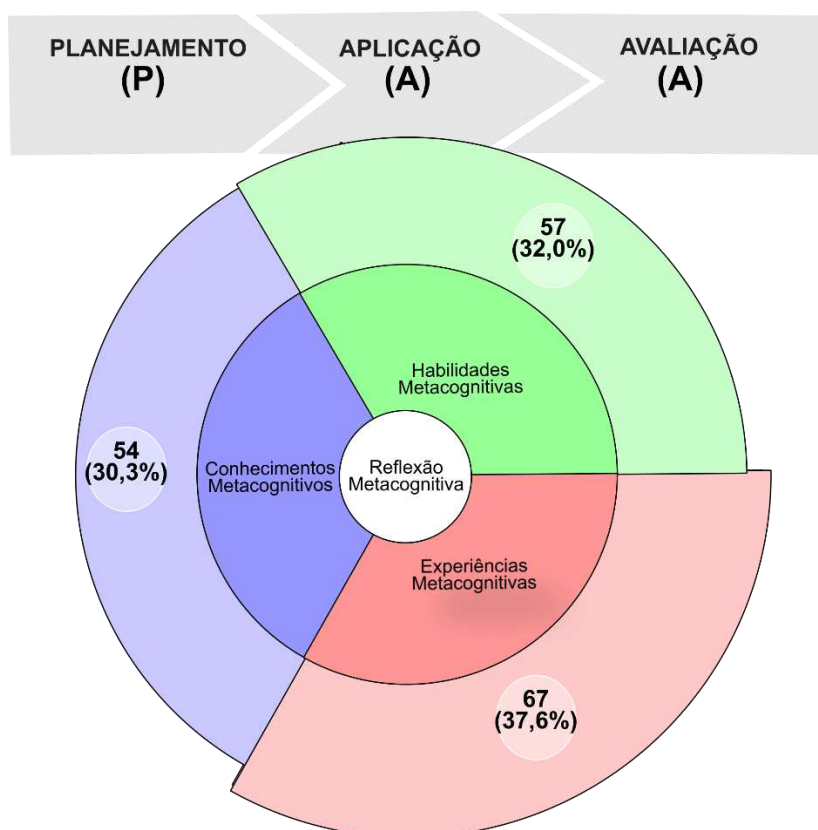 PLANEJAMENTO
(P)
APLICAÇÃO
(A)
AVALIAÇÃO
(A)
57
(32,0%)
Habilidades
Metacognitivas
54
(30,3%)
Conhecimentos
Metacognitivos
Reflexão
Metacognitiva
Experiências
Metacognitivas
67
(37,6%)